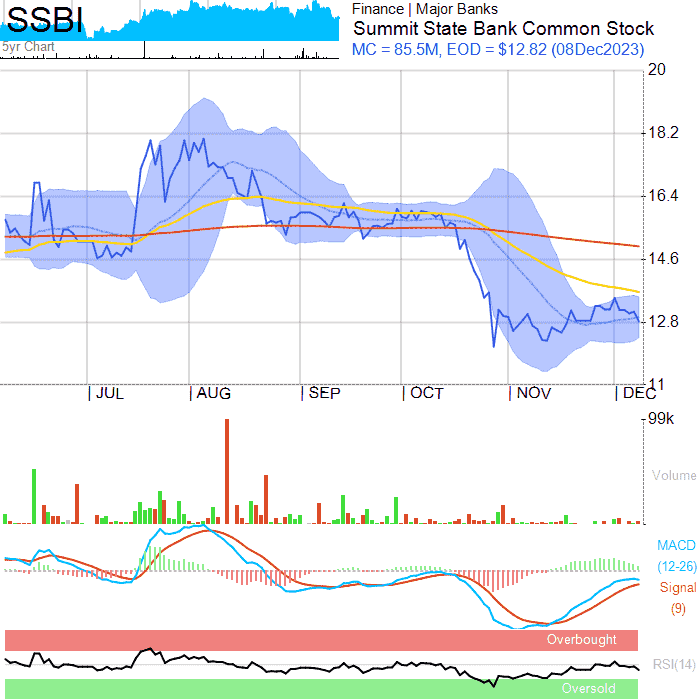 SSBI
5yr Chart
Finance | Major Banks
Summit State Bank Common Stock
MC = 85.5M, EOD = $12.82 (08Dec2023)
20
18.2
16.4
14.6
12.8
11
JUL AUG SEP OCT NOV DEC
99k
Volume
MACD
(12-26)
Signal
(9)
Overbought
RSI(14)
Oversold